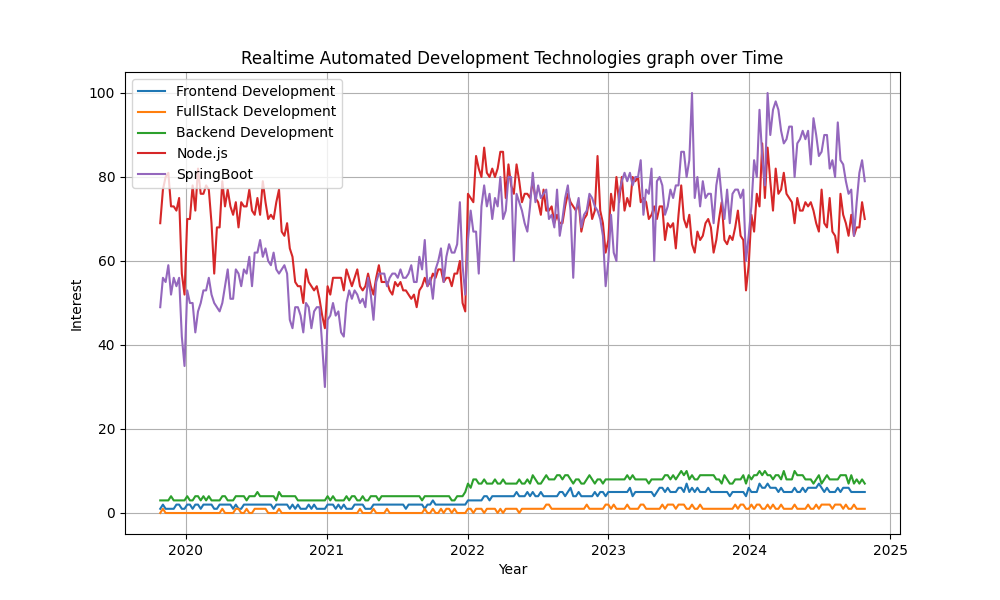 Realtime Automated Development Technologies graph over Time
Frontend Development
FullStack Development
Backend Development
Node.js
SpringBoot
100
80
60
40
20
0
Interest
2020 2021 2022 2023 2024 2025
Year